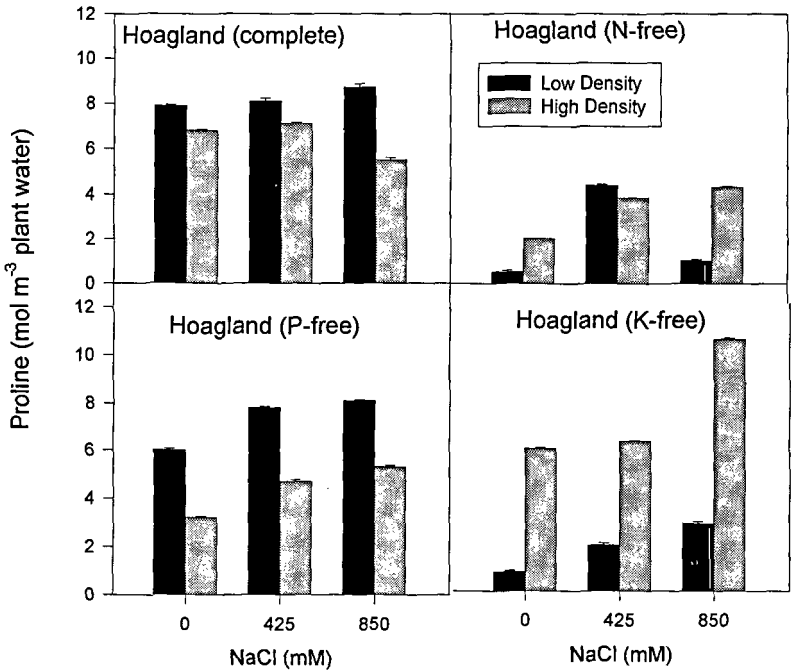 Proline (mol m⁻³ plant water)
12
10
8
6
4
2
0
Hoagland (complete)
Hoagland (N-free)
Low Density
High Density
12
10
8
6
4
2
0
Hoagland (P-free)
Hoagland (K-free)
0 425 850
0 425 850
NaCl (mM)
NaCl (mM)